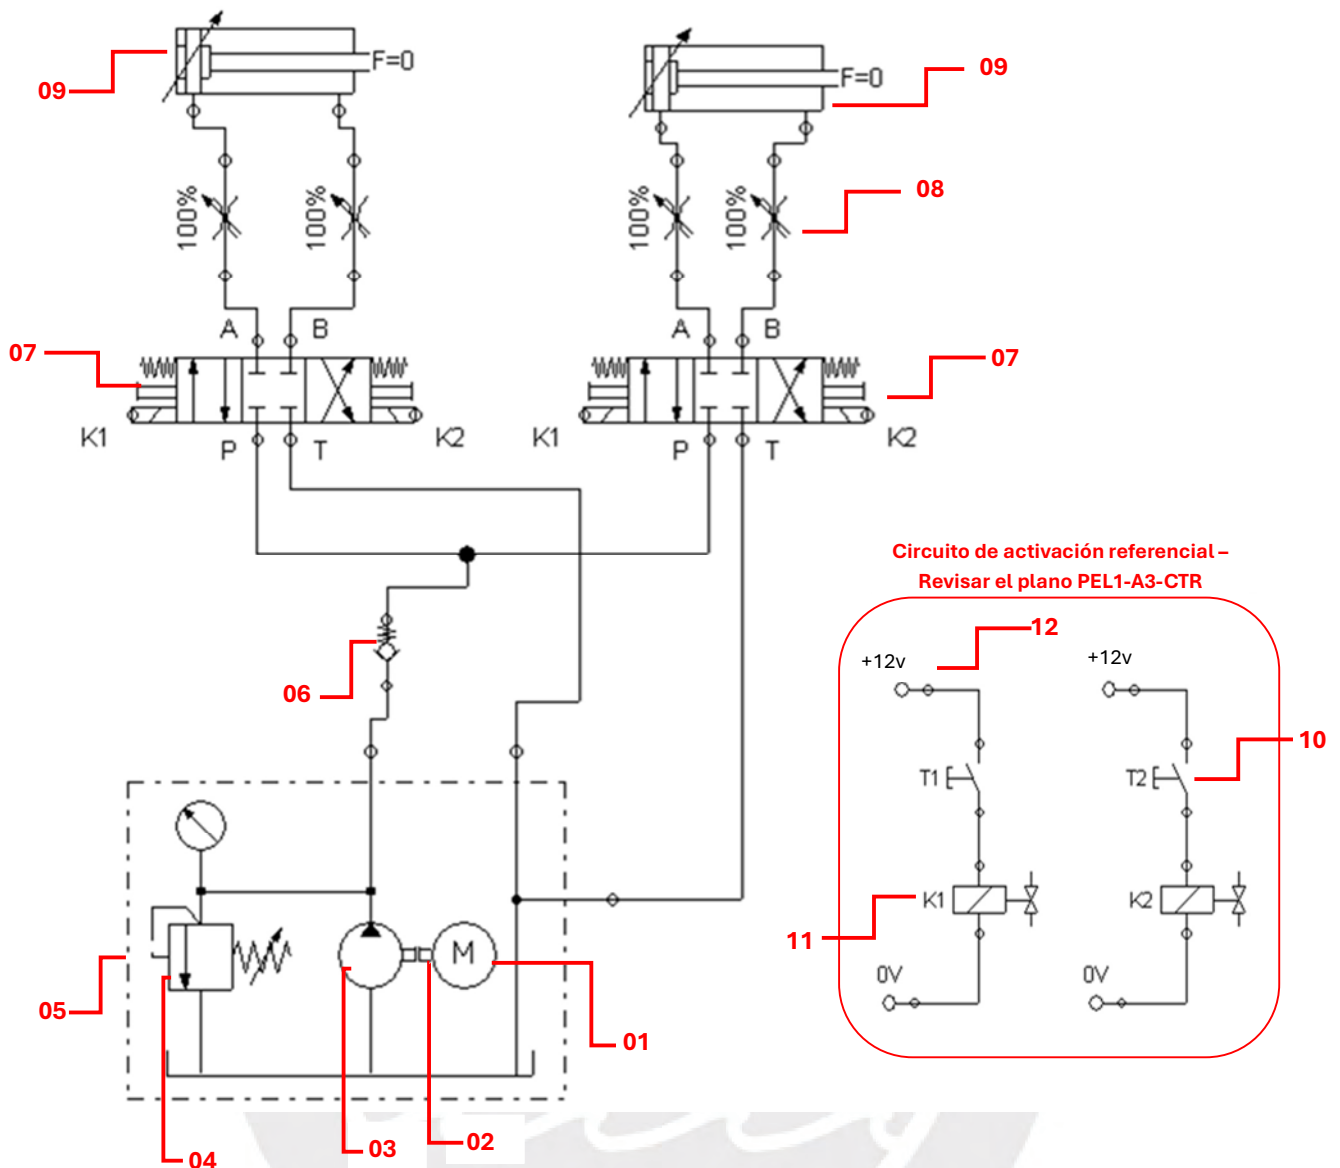 F=0
F=0
09
09
100%
100%
100%
100%
08
A
B
A
B
07
07
K1
K2
K1
K2
P
T
P
T
Circuito de activación referencial –
Revisar el plano PEL1-A3-CTR
12
+12v
+12v
06
10
T1
T2
K1
K2
11
M
0V
0V
05
01
02
03
04